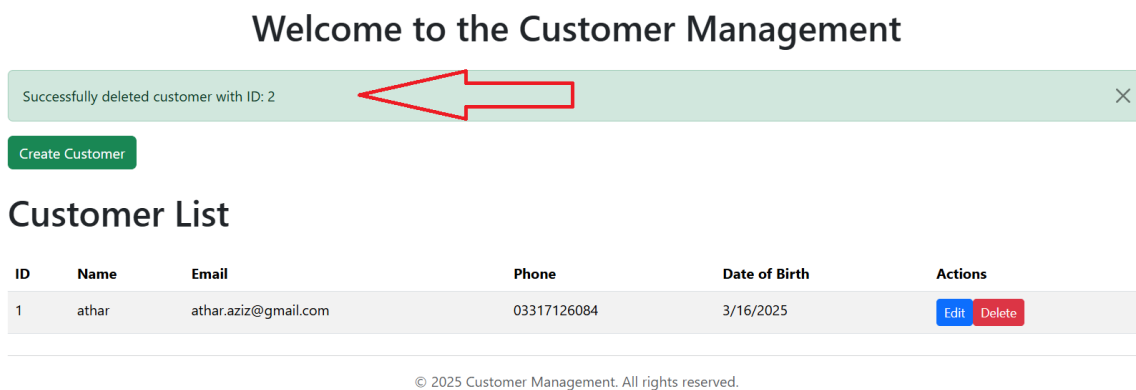 Welcome to the Customer Management
Successfully deleted customer with ID: 2
Create Customer
Customer List
ID Name Email Phone Date of Birth Actions
1 athar athar.aziz@gmail.com 03317126084 3/16/2025 Edit Delete
© 2025 Customer Management. All rights reserved.